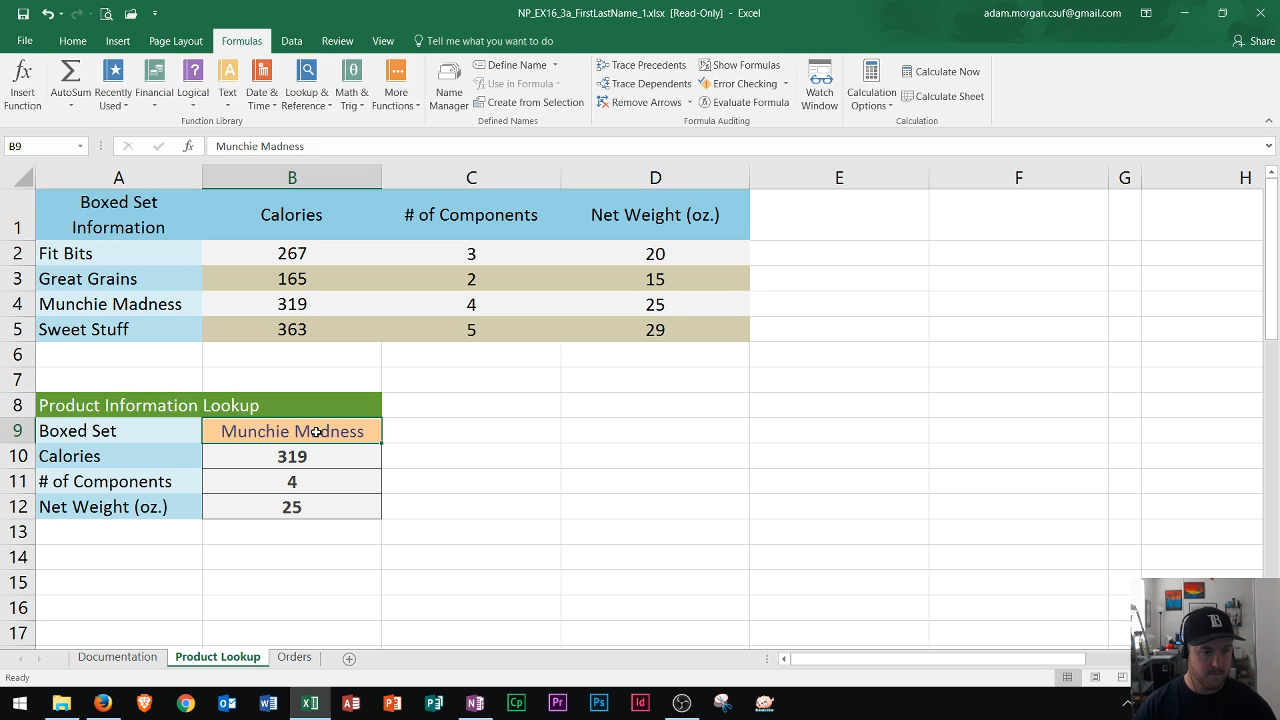 NP_EX16_3a_FirstLastName_1.xlsx [Read-Only] - Excel
adam.morgan.csuf@gmail.com
File Home Insert Page Layout Formulas Data Review View Tell me what you want to do Share
Insert Function
AutoSum
Recently Used
Financial
Logical
Text
Date & Time
Lookup & Reference
Math & Trig
More Functions
Function Library
Name Manager
Define Name
Use in Formula
Create from Selection
Defined Names
Trace Precedents
Trace Dependents
Remove Arrows
Show Formulas
Error Checking
Evaluate Formula
Formula Auditing
Watch Window
Calculation Options
Calculate Now
Calculate Sheet
Calculation
B9 fx Munchie Madness
A B C D E F G H
1 Boxed Set Information Calories # of Components Net Weight (oz.)
2 Fit Bits 267 3 20
3 Great Grains 165 2 15
4 Munchie Madness 319 4 25
5 Sweet Stuff 363 5 29
6
7
8 Product Information Lookup
9 Boxed Set Munchie Madness
10 Calories 319
11 # of Components 4
12 Net Weight (oz.) 25
13
14
15
16
17
Documentation Product Lookup Orders
Ready